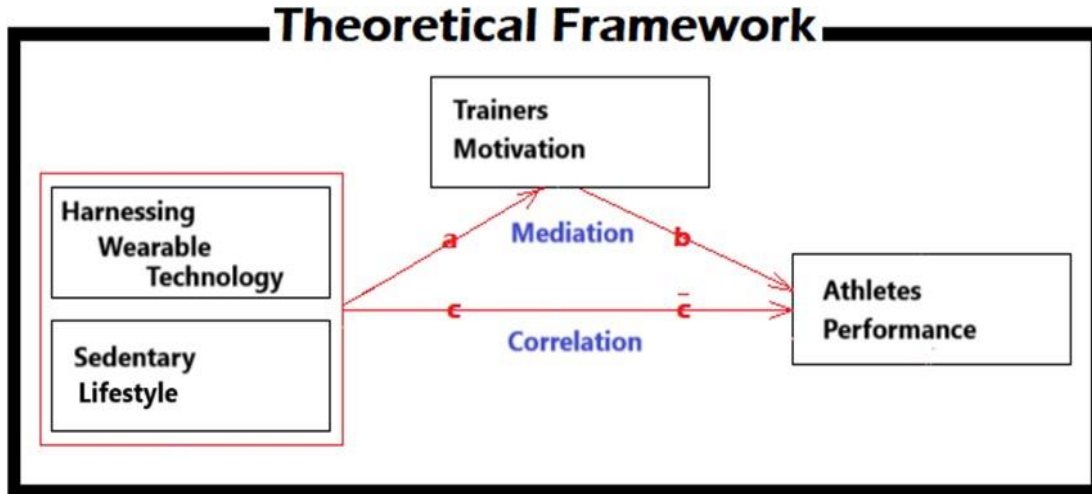 Theoretical Framework
Trainers
Motivation
Harnessing
Wearable
Technology
a
Mediation
b
Sedentary
Lifestyle
c
c̄
Correlation
Athletes
Performance